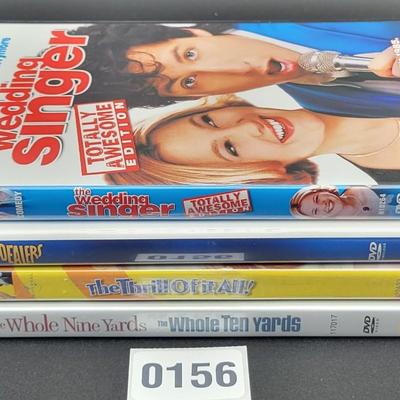 wedding
singer
TOTALLY
AWESOME
EDITION
COMEDY
the wedding
singer
TOTALLY
AWESOME
EDITION
DEALERS
DVD
The Thrill Of It All!
Whole Nine Yards
The Whole Ten Yards
DVD
0156